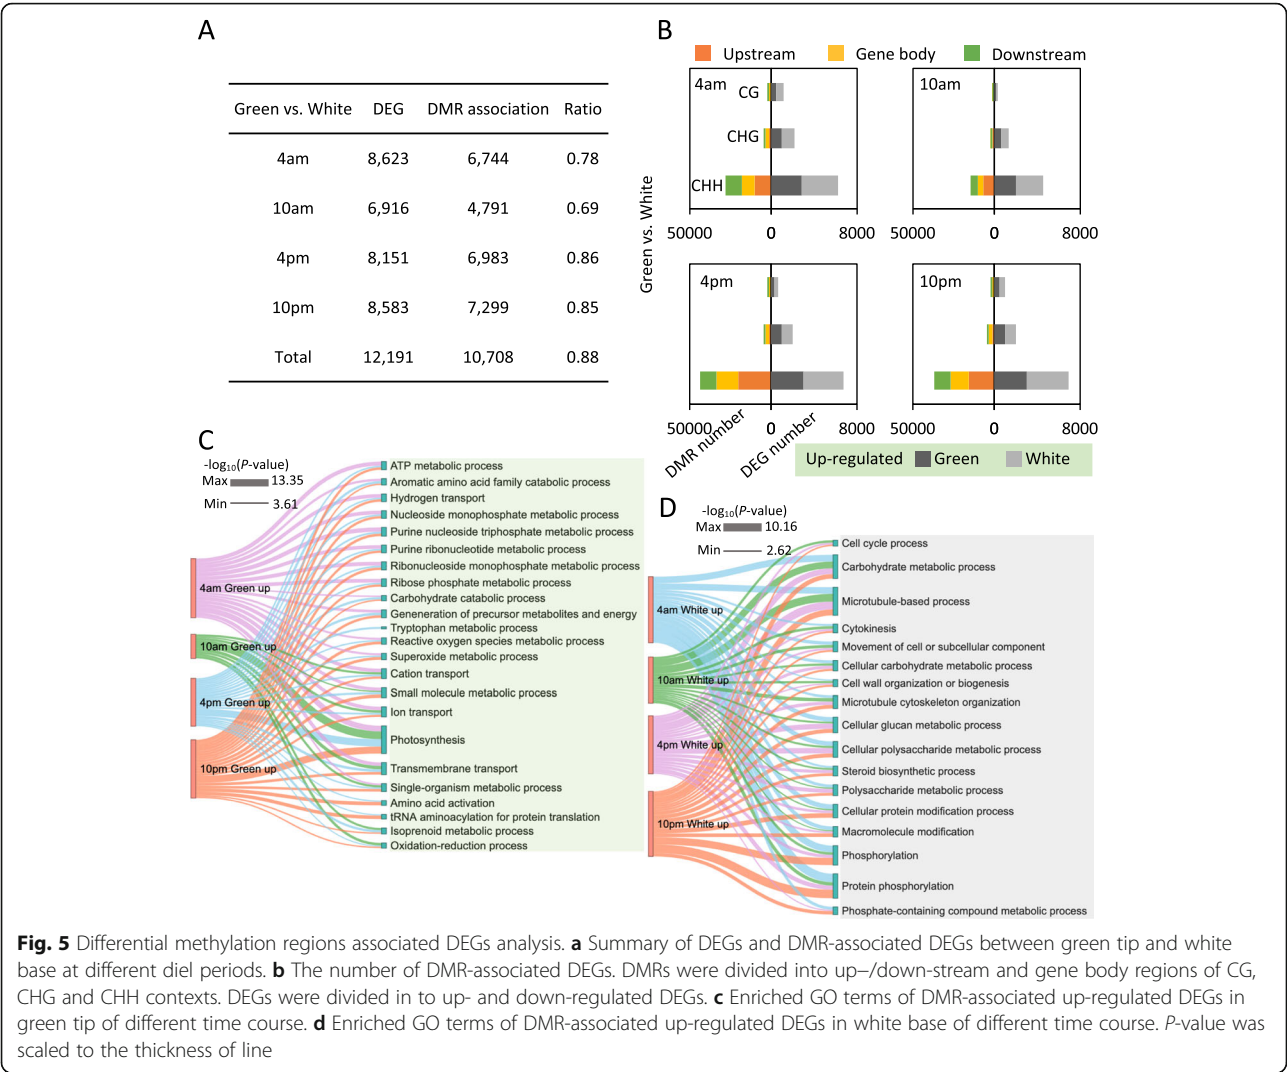 A
Green vs. White DEG DMR association Ratio
4am 8,623 6,744 0.78
10am 6,916 4,791 0.69
4pm 8,151 6,983 0.86
10pm 8,583 7,299 0.85
Total 12,191 10,708 0.88
B
Upstream Gene body Downstream
Green vs. White
4am
CG
CHG
CHH
50000 0 8000
10am
50000 0 8000
4pm
50000 0 8000
10pm
50000 0 8000
DMR number
DEG number
Up-regulated Green White
C
-log10(P-value)
Max 13.35
Min 3.61
4am Green up
10am Green up
4pm Green up
10pm Green up
ATP metabolic process
Aromatic amino acid family catabolic process
Hydrogen transport
Nucleoside monophosphate metabolic process
Purine nucleoside triphosphate metabolic process
Purine ribonucleotide metabolic process
Ribonucleoside monophosphate metabolic process
Ribose phosphate metabolic process
Carbohydrate catabolic process
Geneneration of precursor metabolites and energy
Tryptophan metabolic process
Reactive oxygen species metabolic process
Superoxide metabolic process
Cation transport
Small molecule metabolic process
Ion transport
Photosynthesis
Transmembrane transport
Single-organism metabolic process
Amino acid activation
tRNA aminoacylation for protein translation
Isoprenoid metabolic process
Oxidation-reduction process
D
-log10(P-value)
Max 10.16
Min 2.62
4am White up
10am White up
4pm White up
10pm White up
Cell cycle process
Carbohydrate metabolic process
Microtubule-based process
Cytokinesis
Movement of cell or subcellular component
Cellular carbohydrate metabolic process
Cell wall organization or biogenesis
Microtubule cytoskeleton organization
Cellular glucan metabolic process
Cellular polysaccharide metabolic process
Steroid biosynthetic process
Polysaccharide metabolic process
Cellular protein modification process
Macromolecule modification
Phosphorylation
Protein phosphorylation
Phosphate-containing compound metabolic process
Fig. 5 Differential methylation regions associated DEGs analysis. a Summary of DEGs and DMR-associated DEGs between green tip and white
base at different diel periods. b The number of DMR-associated DEGs. DMRs were divided into up–/down-stream and gene body regions of CG,
CHG and CHH contexts. DEGs were divided in to up- and down-regulated DEGs. c Enriched GO terms of DMR-associated up-regulated DEGs in
green tip of different time course. d Enriched GO terms of DMR-associated up-regulated DEGs in white base of different time course. P-value was
scaled to the thickness of line